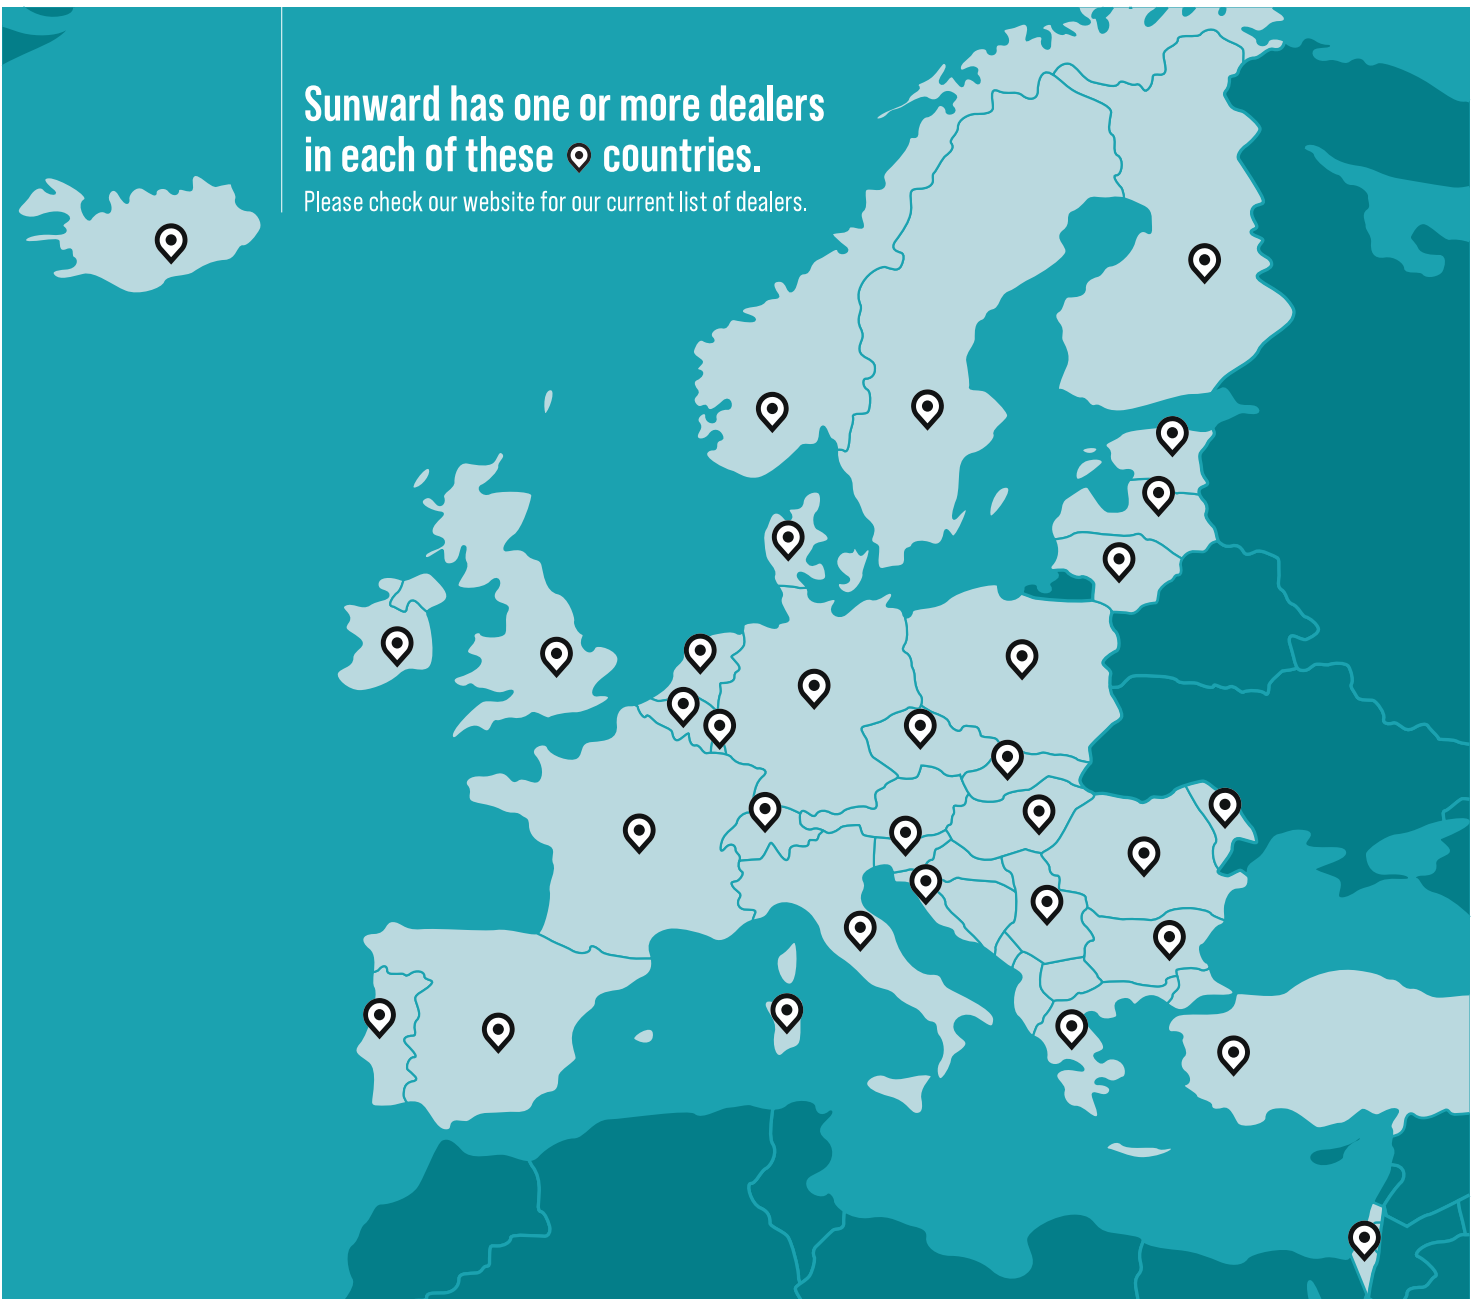 Sunward has one or more dealers
in each of these countries.
Please check our website for our current list of dealers.